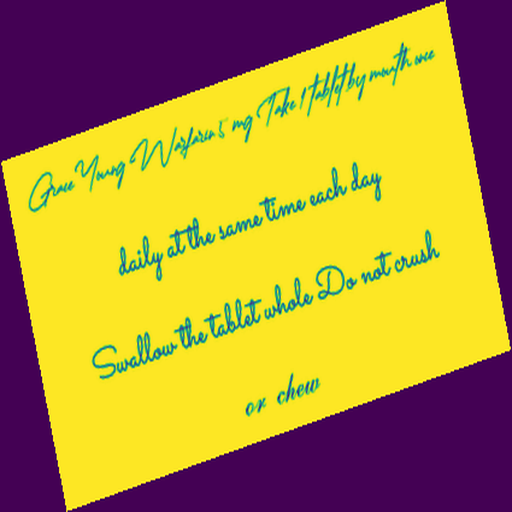 Grace Young Warfarin 5 mg Take 1 tablet by mouth once
daily at the same time each day
Swallow the tablet whole Do not crush
or chew